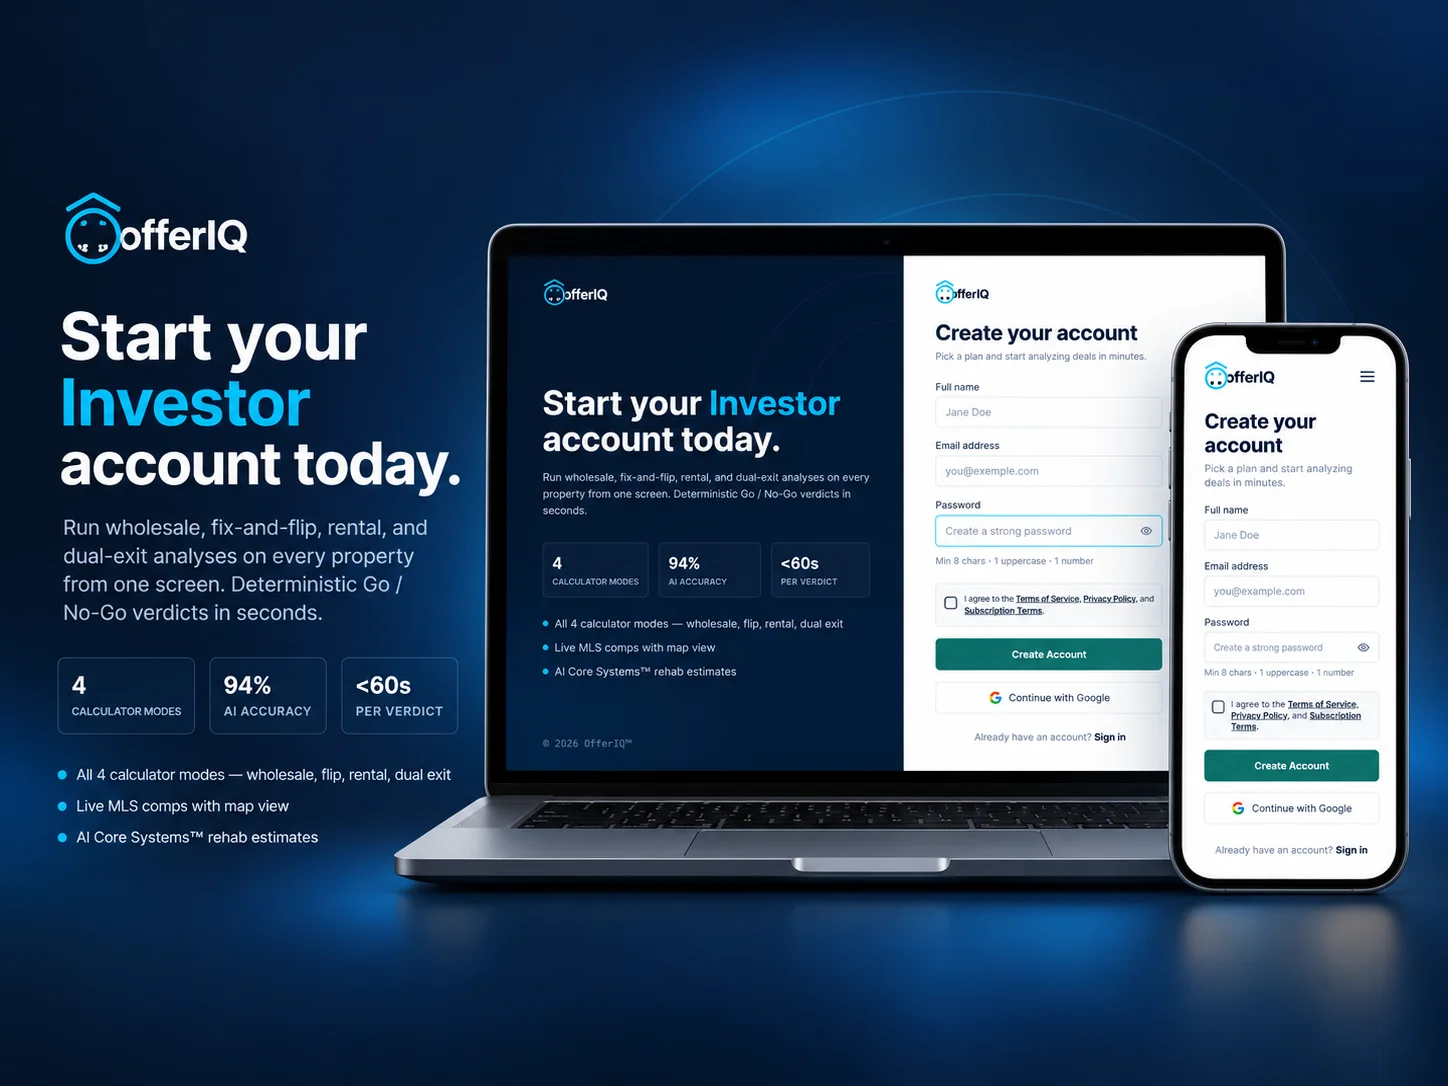 offerIQ
Start your
Investor
account today.
Run wholesale, fix-and-flip, rental, and
dual-exit analyses on every property
from one screen. Deterministic Go /
No-Go verdicts in seconds.
4
CALCULATOR MODES
94%
AI ACCURACY
<60s
PER VERDICT
All 4 calculator modes — wholesale, flip, rental, dual exit
Live MLS comps with map view
AI Core Systems™ rehab estimates
offerIQ
Start your Investor
account today.
Run wholesale, fix-and-flip, rental, and dual-exit analyses on every
property from one screen. Deterministic Go / No-Go verdicts in
seconds.
4
CALCULATOR MODES
94%
AI ACCURACY
<60s
PER VERDICT
All 4 calculator modes — wholesale, flip, rental, dual exit
Live MLS comps with map view
AI Core Systems™ rehab estimates
© 2026 OfferIQ™
offerIQ
Create your account
Pick a plan and start analyzing deals in minutes.
Full name
Jane Doe
Email address
you@exemple.com
Password
Create a strong password
Min 8 chars · 1 uppercase · 1 number
I agree to the Terms of Service, Privacy Policy, and
Subscription Terms.
Create Account
Continue with Google
Already have an account? Sign in
offerIQ
Create your
account
Pick a plan and start analyzing
deals in minutes.
Full name
Jane Doe
Email address
you@example.com
Password
Create a strong password
Min 8 chars · 1 uppercase · 1 number
I agree to the Terms of Service,
Privacy Policy, and Subscription
Terms.
Create Account
Continue with Google
Already have an account? Sign in